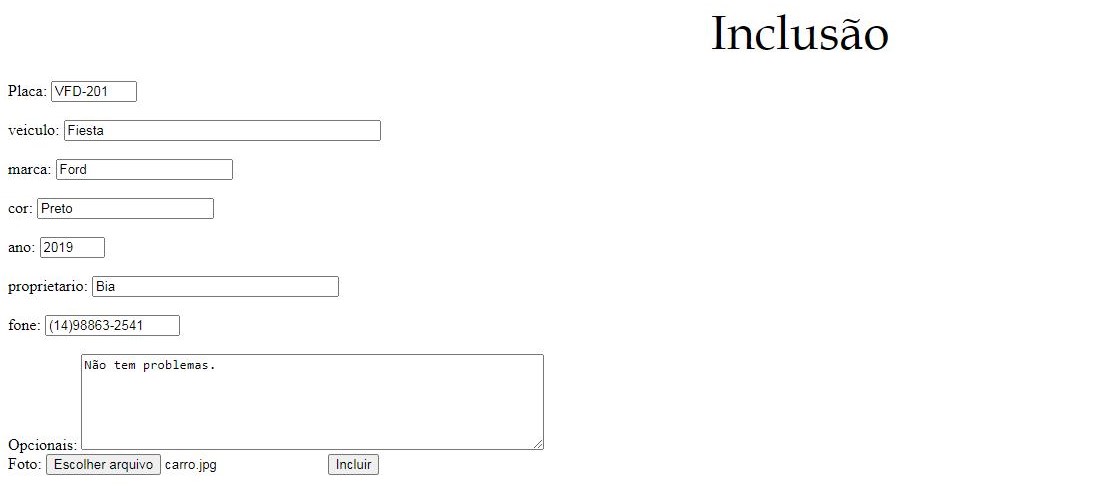 Inclusão
Placa: VFD-201
veiculo: Fiesta
marca: Ford
cor: Preto
ano: 2019
proprietario: Bia
fone: (14)98863-2541
Não tem problemas.
Opcionais:
Foto: Escolher arquivo carro.jpg Incluir